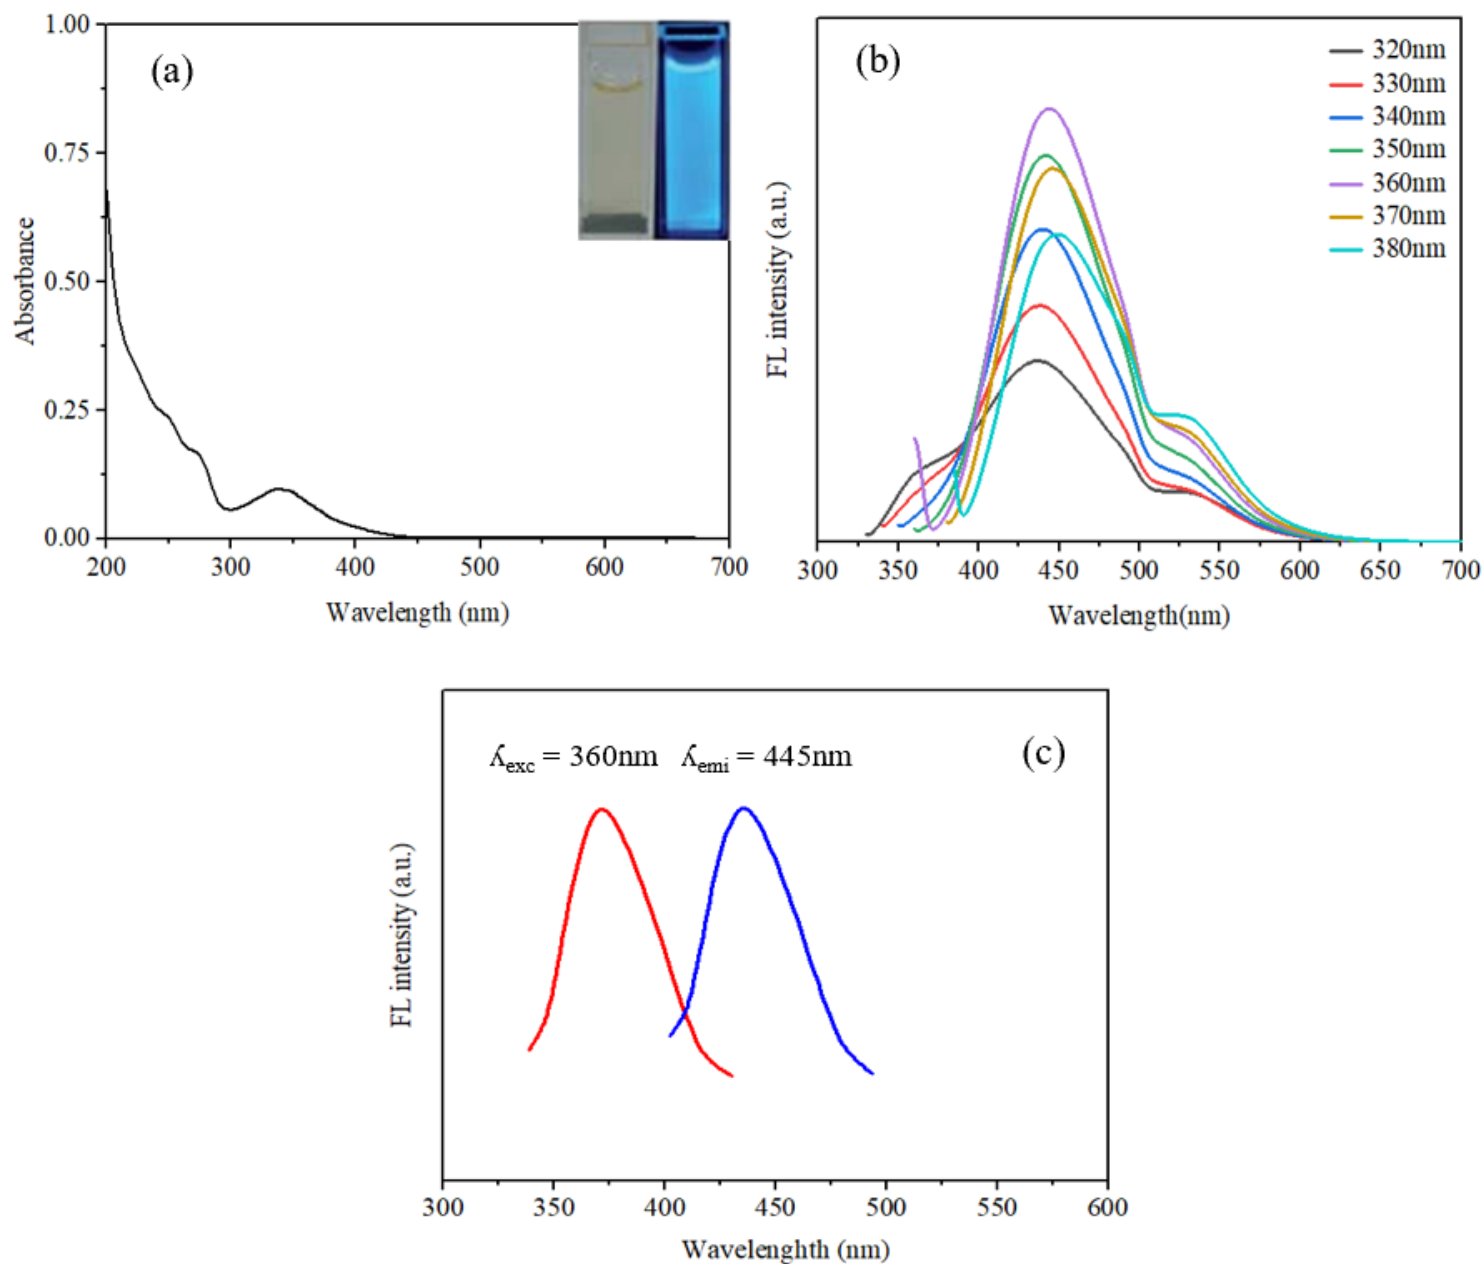 (a)
1.00
0.75
0.50
0.25
0.00
Absorbance
200 300 400 500 600 700
Wavelength (nm)
(b)
320nm
330nm
340nm
350nm
360nm
370nm
380nm
FL intensity (a.u.)
300 350 400 450 500 550 600 650 700
Wavelength(nm)
(c)
ʎexc = 360nm ʎemi = 445nm
FL intensity (a.u.)
300 350 400 450 500 550 600
Wavelenghth (nm)